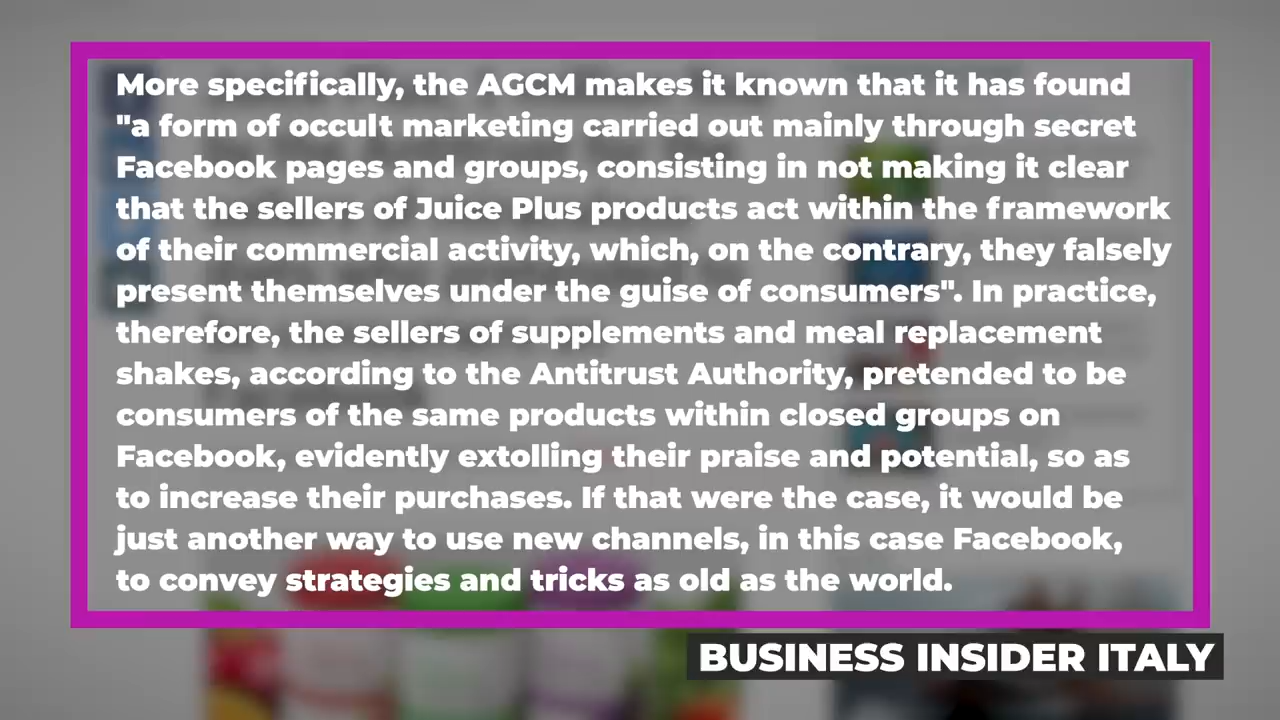 More specifically, the AGCM makes it known that it has found
"a form of occult marketing carried out mainly through secret
Facebook pages and groups, consisting in not making it clear
that the sellers of Juice Plus products act within the framework
of their commercial activity, which, on the contrary, they falsely
present themselves under the guise of consumers". In practice,
therefore, the sellers of supplements and meal replacement
shakes, according to the Antitrust Authority, pretended to be
consumers of the same products within closed groups on
Facebook, evidently extolling their praise and potential, so as
to increase their purchases. If that were the case, it would be
just another way to use new channels, in this case Facebook,
to convey strategies and tricks as old as the world.
BUSINESS INSIDER ITALY